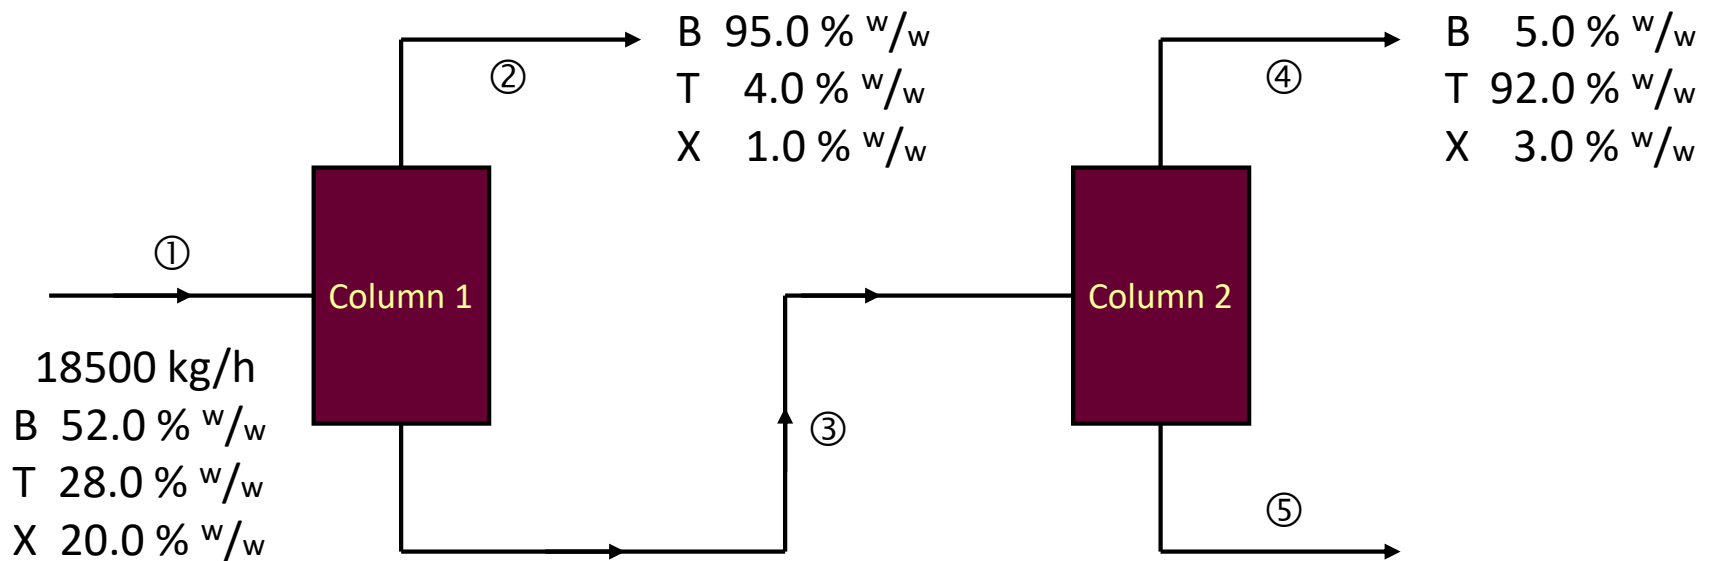 ②
B 95.0 % w/w
T 4.0 % w/w
X 1.0 % w/w
④
B 5.0 % w/w
T 92.0 % w/w
X 3.0 % w/w
①
Column 1
Column 2
18500 kg/h
B 52.0 % w/w
T 28.0 % w/w
X 20.0 % w/w
③
⑤